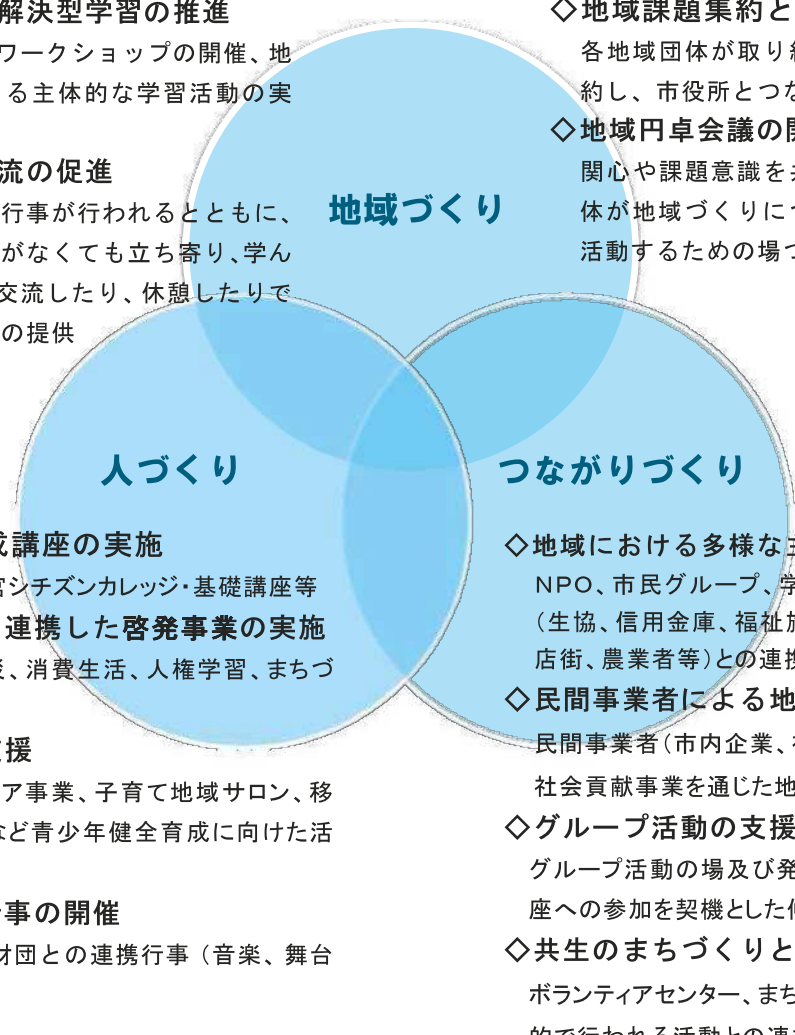 解決型学習の推進
ワークショップの開催、地
る主体的な学習活動の実
流の促進
行事が行われるとともに、
がなくても立ち寄り、学ん
交流したり、休憩したりで
の提供
◇地域課題集約と
各地域団体が取り
約し、市役所とつな
◇地域円卓会議の
関心や課題意識を
体が地域づくりに
活動するための場
地域づくり
人づくり
つながりづくり
講座の実施
シチズンカレッジ・基礎講座等
連携した啓発事業の実施
、消費生活、人権学習、まちづ
援
ア事業、子育て地域サロン、移
など青少年健全育成に向けた活
事の開催
財団との連携行事（音楽、舞台
◇地域における多様な
NPO、市民グループ、学
（生協、信用金庫、福祉施
店街、農業者等）との連携
◇民間事業者による地
民間事業者（市内企業、
社会貢献事業を通じた地
◇グループ活動の支援
グループ活動の場及び発
座への参加を契機とした
◇共生のまちづくりと
ボランティアセンター、まち
的で行われる活動との連